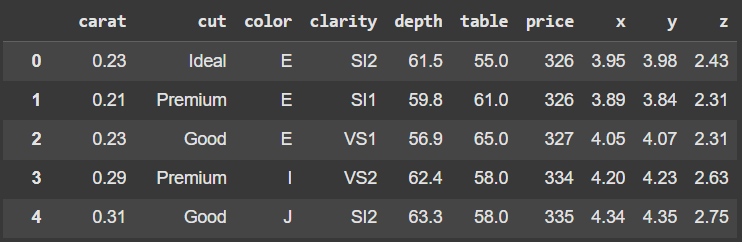 carat cut color clarity depth table price x y z
0 0.23 Ideal E SI2 61.5 55.0 326 3.95 3.98 2.43
1 0.21 Premium E SI1 59.8 61.0 326 3.89 3.84 2.31
2 0.23 Good E VS1 56.9 65.0 327 4.05 4.07 2.31
3 0.29 Premium I VS2 62.4 58.0 334 4.20 4.23 2.63
4 0.31 Good J SI2 63.3 58.0 335 4.34 4.35 2.75